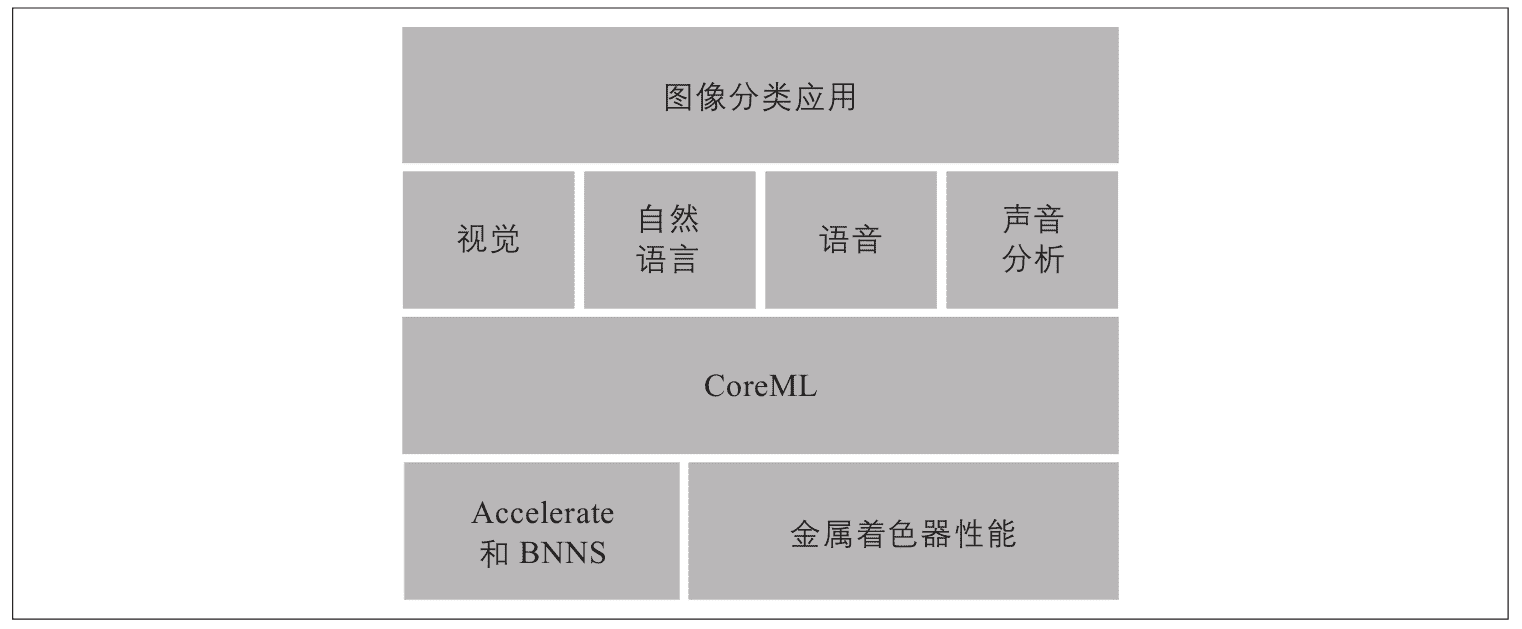 图像分类应用
视觉
自然
语言
语音
声音
分析
CoreML
Accelerate
和 BNNS
金属着色器性能